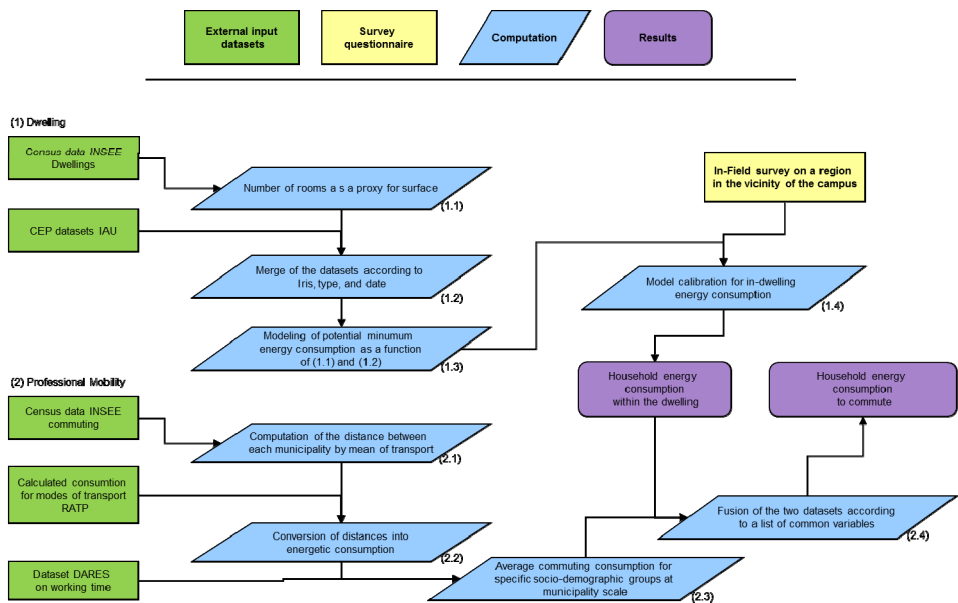 External input
datasets
Survey
questionnaire
Computation
Results
(1) Dwelling
Census data INSEE
Dwellings
Number of rooms a s a proxy for surface
(1.1)
In-Field survey on a region
in the vicinity of the campus
CEP datasets IAU
Merge of the datasets according to
Iris, type, and date
(1.2)
Model calibration for in-dwelling
energy consumption
(1.4)
Modeling of potential minumum
energy consumption as a function
of (1.1) and (1.2)
(1.3)
(2) Professional Mobility
Household energy
consumption
within the dwelling
Household energy
consumption
to commute
Census data INSEE
commuting
Computation of the distance between
each municipality by mean of transport
(2.1)
Calculated consumtion
for modes of transport
RATP
Fusion of the two datasets according
to a list of common variables
(2.4)
Conversion of distances into
energetic consumption
(2.2)
Dataset DARES
on working time
Average commuting consumption for
specific socio-demographic groups at
municipality scale
(2.3)